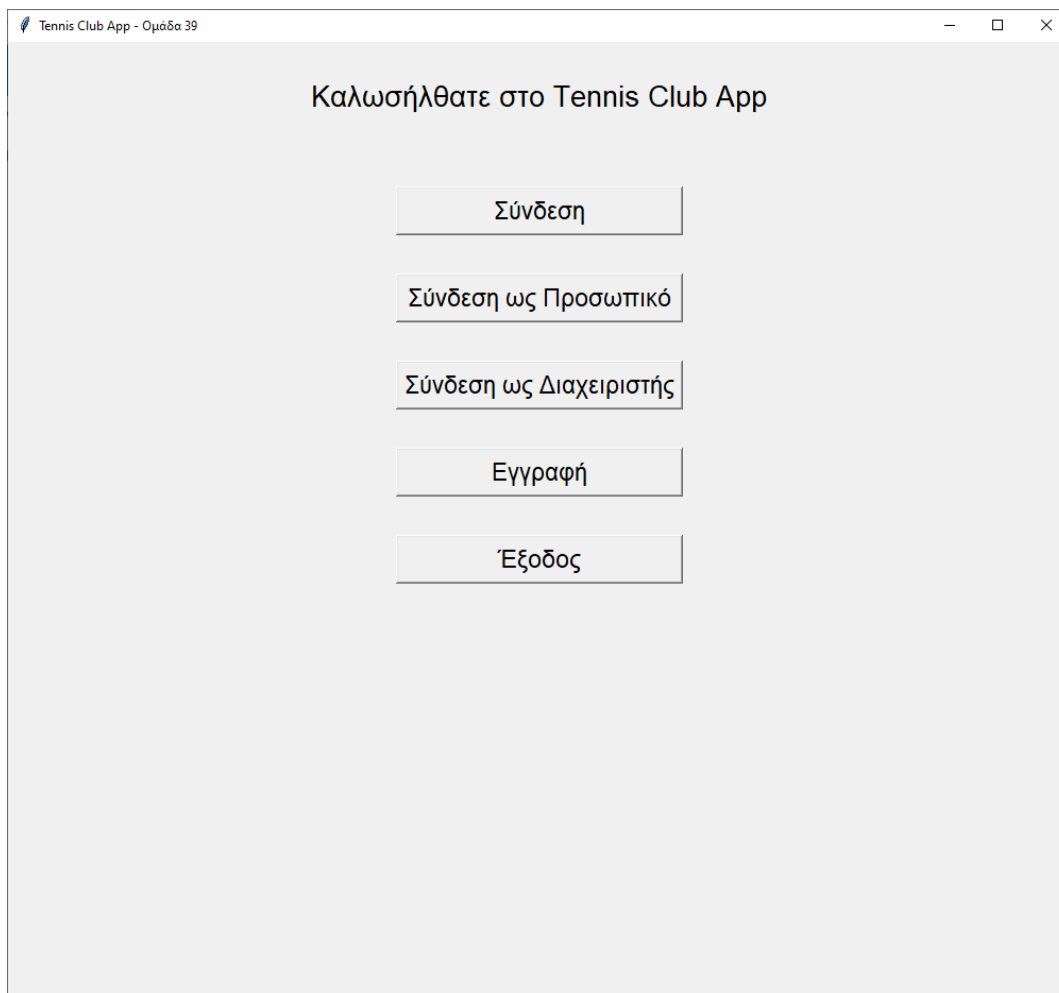 Tennis Club App - Ομάδα 39
Καλωσήλθατε στο Tennis Club App
Σύνδεση
Σύνδεση ως Προσωπικό
Σύνδεση ως Διαχειριστής
Εγγραφή
Έξοδος